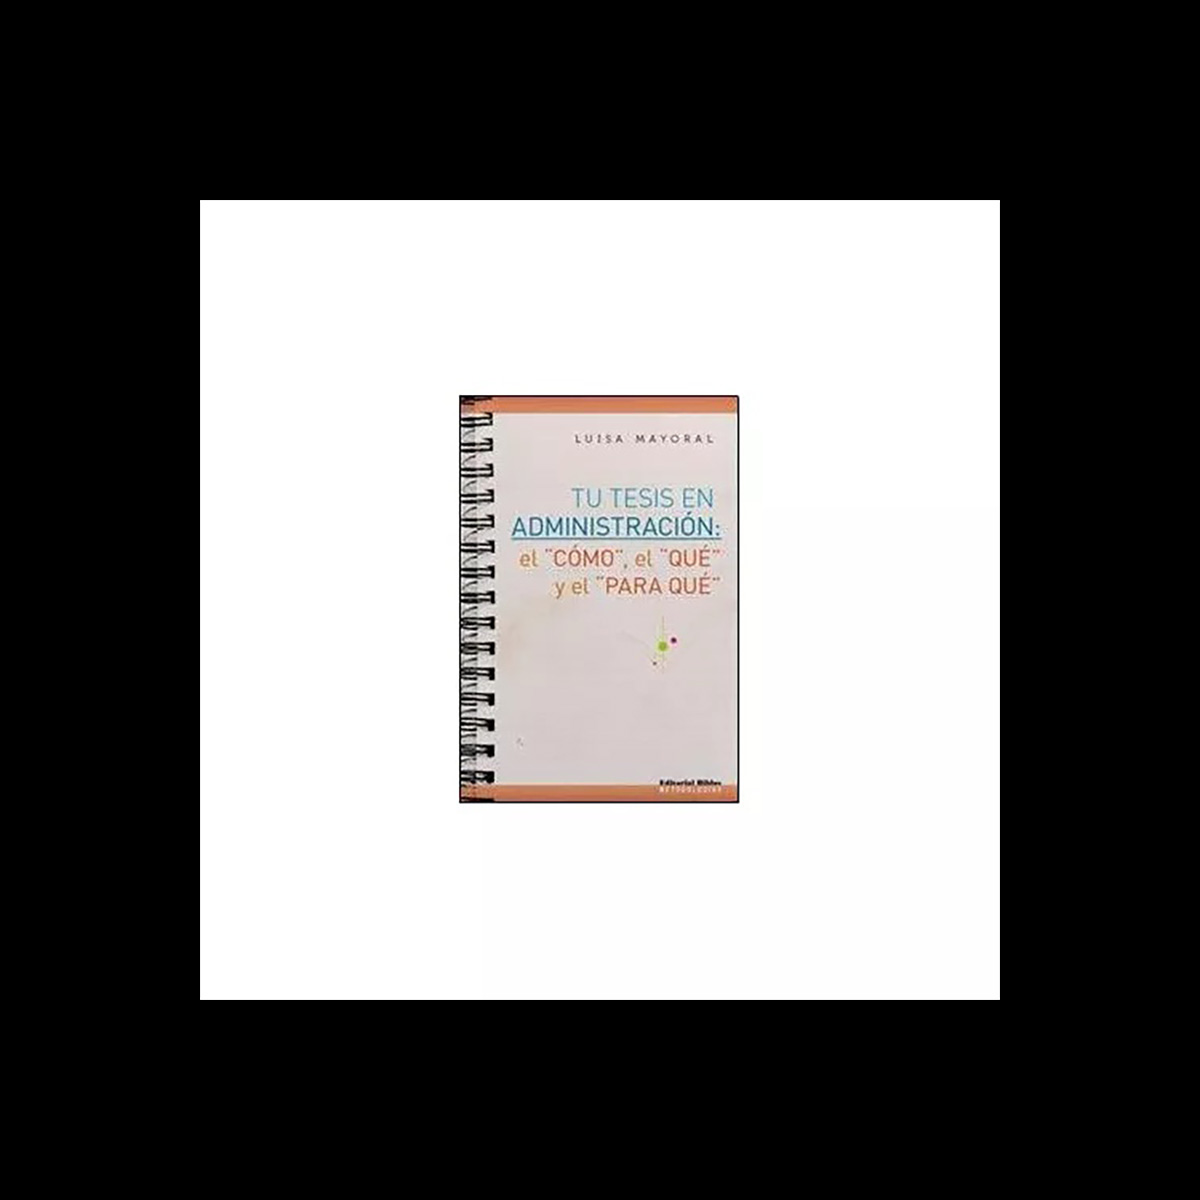 LUISA MAYORAL
TU TESIS EN
ADMINISTRACIÓN:
el "CÓMO", el "QUÉ"
y el "PARA QUÉ"
Editorial Biblos
METODOLOGÍAS